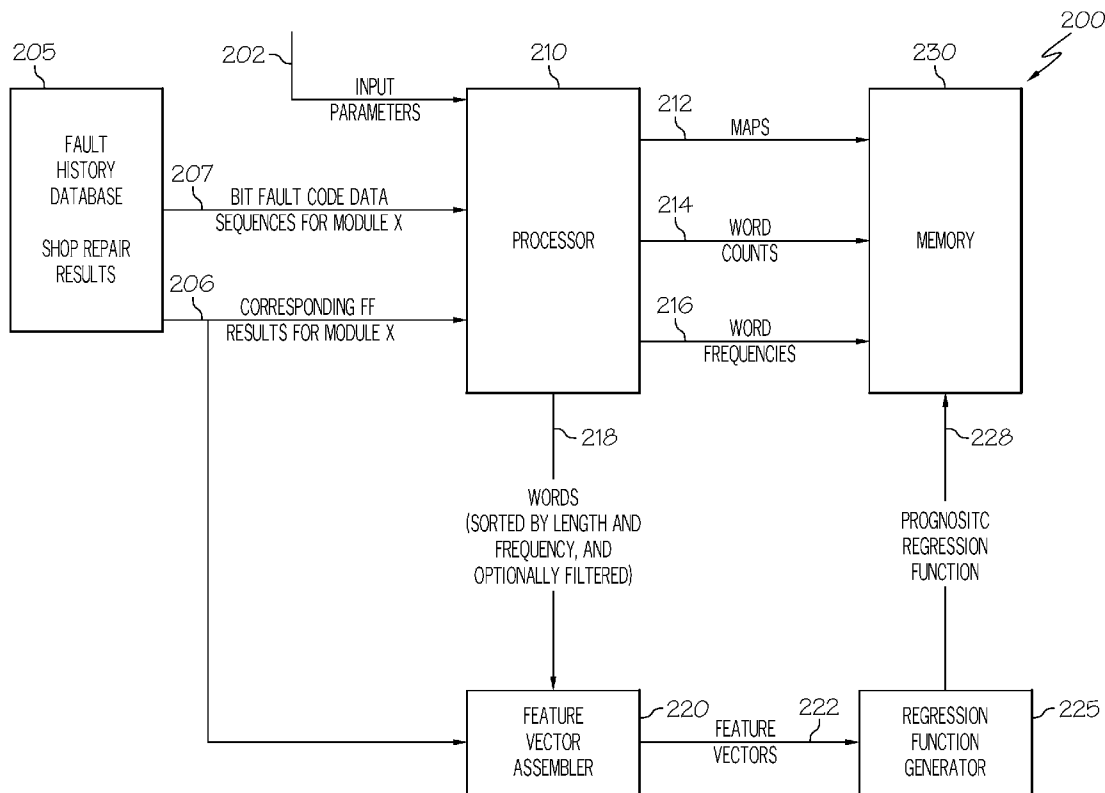 200
205
202
210
230
INPUT
PARAMETERS
212
MAPS
FAULT
HISTORY
DATABASE
SHOP REPAIR
RESULTS
207
BIT FAULT CODE DATA
SEQUENCES FOR MODULE X
PROCESSOR
214
WORD
COUNTS
MEMORY
206
CORRESPONDING FF
RESULTS FOR MODULE X
216
WORD
FREQUENCIES
218
228
WORDS
(SORTED BY LENGTH AND
FREQUENCY, AND
OPTIONALLY FILTERED)
PROGNOSITC
REGRESSION
FUNCTION
FEATURE
VECTOR
ASSEMBLER
220
FEATURE
VECTORS
222
REGRESSION
FUNCTION
GENERATOR
225